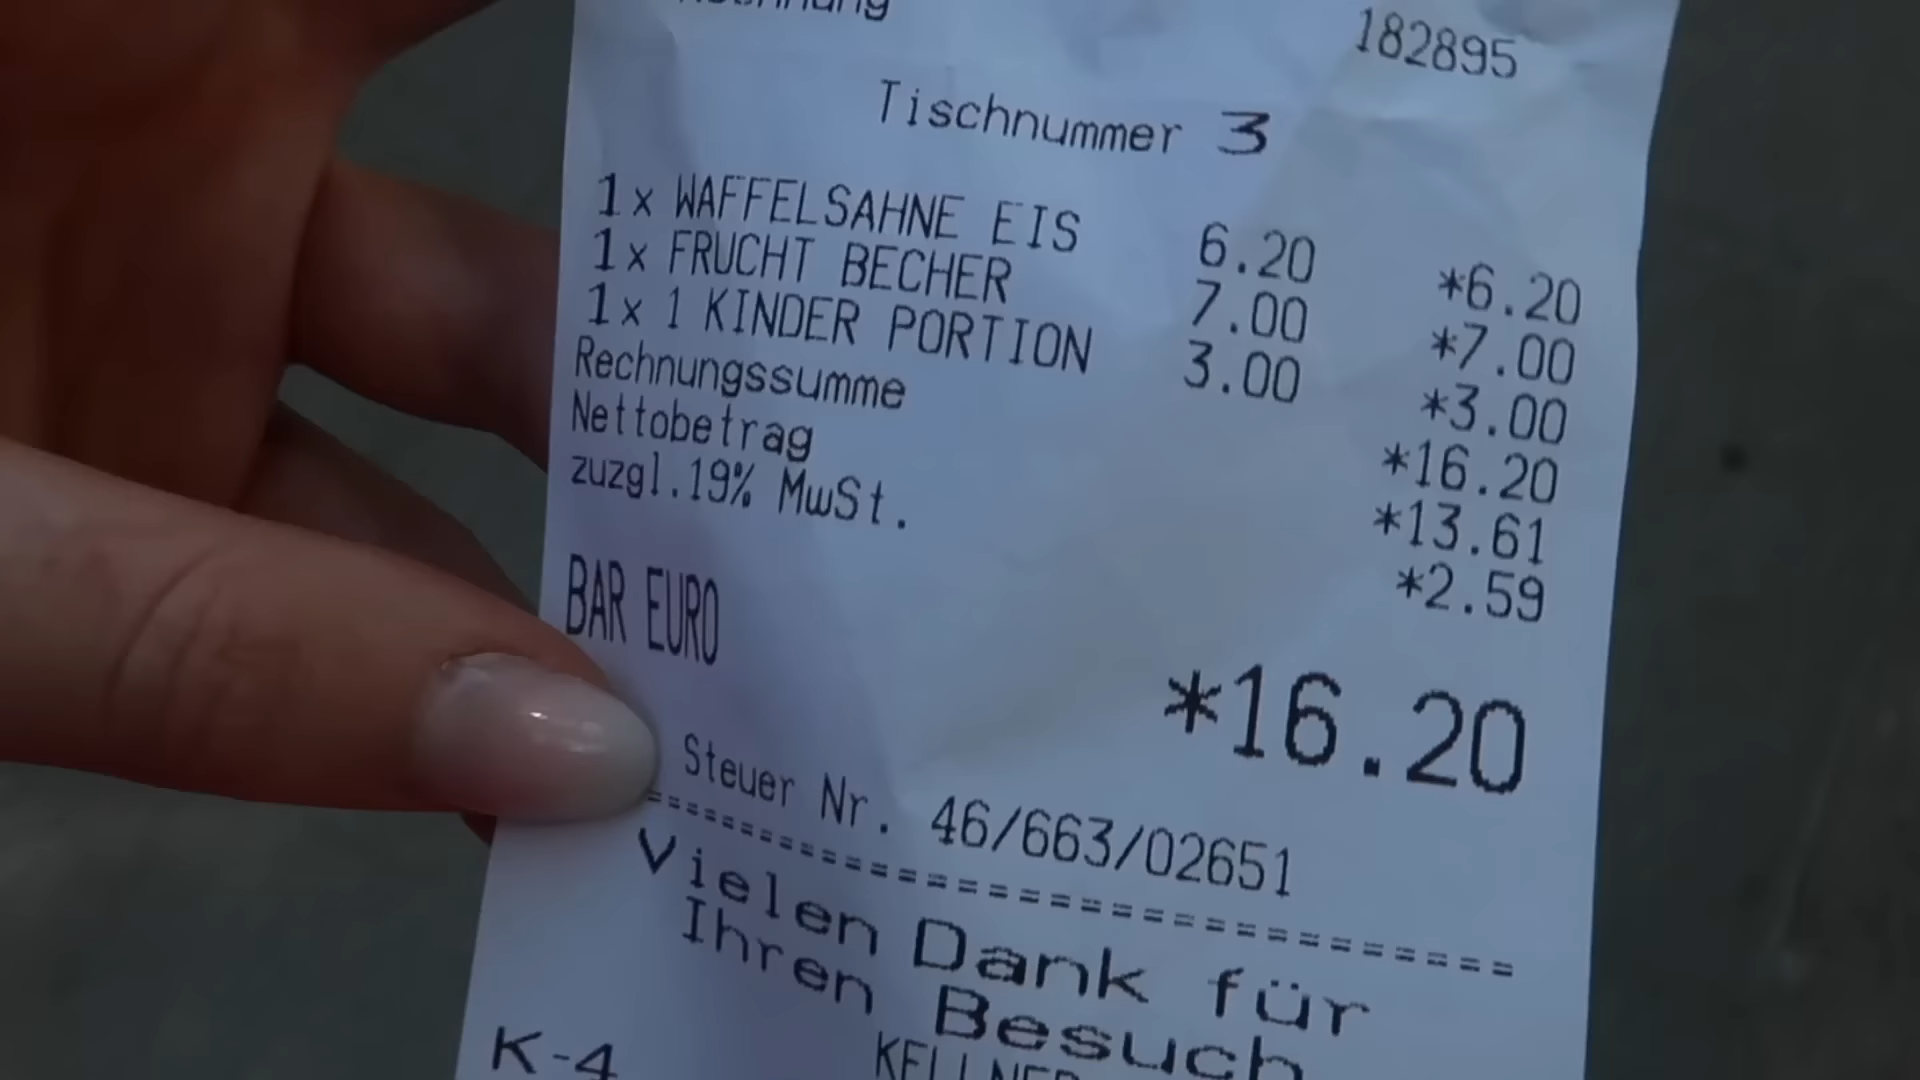 Rechnung 182895
Tischnummer 3
1x WAFFELSAHNE EIS 6.20 *6.20
1x FRUCHT BECHER 7.00 *7.00
1x 1 KINDER PORTION 3.00 *3.00
Rechnungssumme *16.20
Nettobetrag *13.61
zuzgl.19% MwSt. *2.59
BAR EURO *16.20
Steuer Nr. 46/663/02651
==============================
Vielen Dank für
Ihren Besuch
K-4 KELLNER